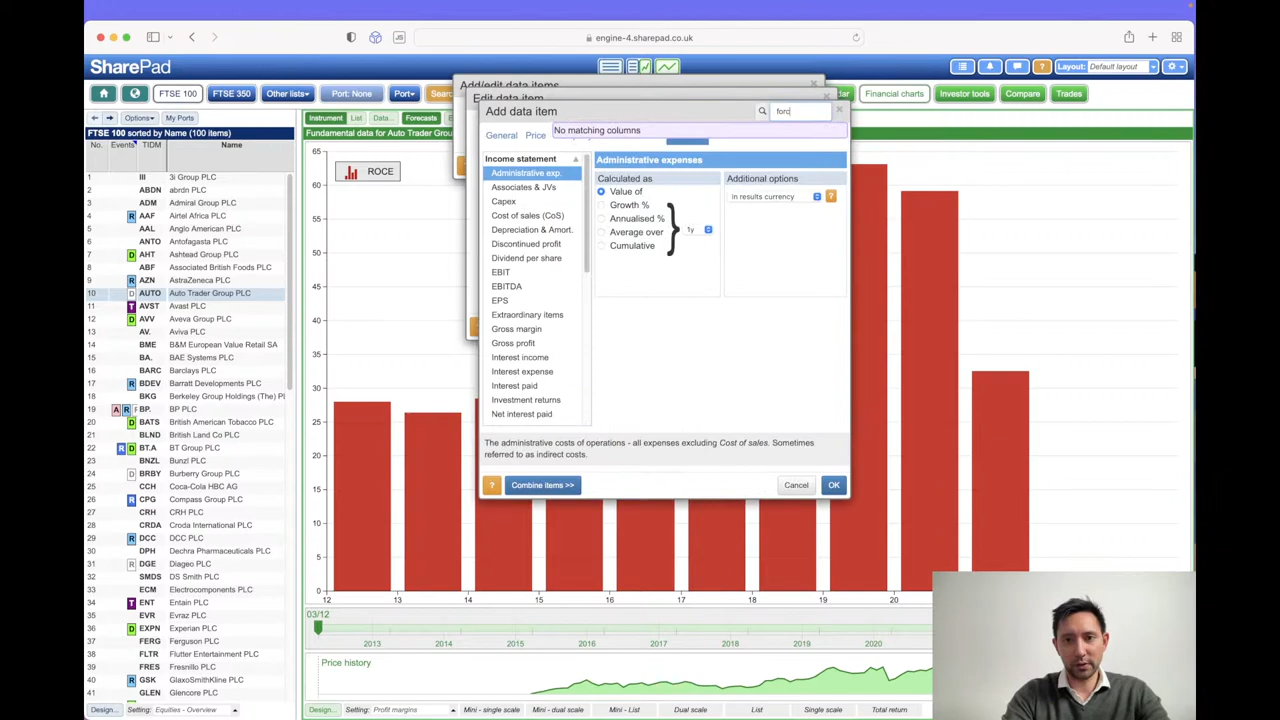 engine-4.sharepad.co.uk
SharePad
Layout: Default layout
FTSE 100
FTSE 350
Other lists
Port: None
Port
Financial charts
Investor tools
Compare
Trades
Options
My Ports
FTSE 100 sorted by Name (100 items)
No. Events TIDM Name
1 III 3i Group PLC
2 ABDN abrdn PLC
3 ADM Admiral Group PLC
4 R AAF Airtel Africa PLC
5 AAL Anglo American PLC
6 ANTO Antofagasta PLC
7 D AHT Ashtead Group PLC
8 ABF Associated British Foods PLC
9 R AZN AstraZeneca PLC
10 D AUTO Auto Trader Group PLC
11 T AVST Avast PLC
12 D AVV Aveva Group PLC
13 AV. Aviva PLC
14 BME B&M European Value Retail SA
15 BA. BAE Systems PLC
16 BARC Barclays PLC
17 R BDEV Barratt Developments PLC
18 BKG Berkeley Group Holdings (The) Pl
19 A R BP. BP PLC
20 D BATS British American Tobacco PLC
21 BLND British Land Co PLC
22 R D BT.A BT Group PLC
23 BNZL Bunzl PLC
24 D BRBY Burberry Group PLC
25 CCH Coca-Cola HBC AG
26 R CPG Compass Group PLC
27 CRH CRH PLC
28 CRDA Croda International PLC
29 R DCC DCC PLC
30 DPH Dechra Pharmaceuticals PLC
31 R DGE Diageo PLC
32 SMDS DS Smith PLC
33 ECM Electrocomponents PLC
34 T ENT Entain PLC
35 EVR Evraz PLC
36 D EXPN Experian PLC
37 FERG Ferguson PLC
38 FLTR Flutter Entertainment PLC
39 FRES Fresnillo PLC
40 R GSK GlaxoSmithKline PLC
41 GLEN Glencore PLC
Design... Setting: Equities - Overview
Instrument List Data... Forecasts
Fundamental data for Auto Trader Grou
ROCE
65
60
55
50
45
40
35
30
25
20
15
10
5
0
12 13 14 15 16 17 18 19 20
03/12
2013 2014 2015 2016 2017 2018 2019 2020
Price history
Design... Setting: Profit margins Mini - single scale Mini - dual scale Mini - List Dual scale List Single scale Total return
Add/edit data items
Edit data item
Add data item
forc
General Price
No matching columns
Income statement
Administrative exp.
Associates & JVs
Capex
Cost of sales (CoS)
Depreciation & Amort.
Discontinued profit
Dividend per share
EBIT
EBITDA
EPS
Extraordinary items
Gross margin
Gross profit
Interest income
Interest expense
Interest paid
Investment returns
Net interest paid
Administrative expenses
Calculated as
Value of
Growth %
Annualised %
Average over
Cumulative
1y
Additional options
in results currency
?
The administrative costs of operations - all expenses excluding Cost of sales. Sometimes
referred to as indirect costs.
? Combine items >> Cancel OK